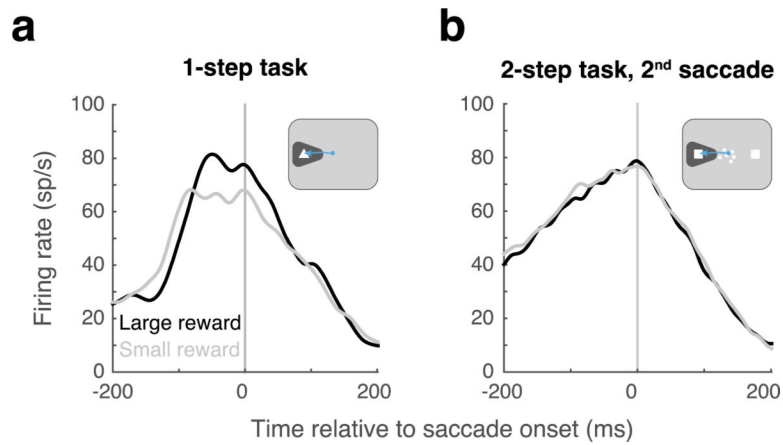 a
1-step task
100
80
60
40
20
0
Firing rate (sp/s)
Large reward
Small reward
-200
0
200
b
2-step task, 2nd saccade
100
80
60
40
20
0
-200
0
200
Time relative to saccade onset (ms)